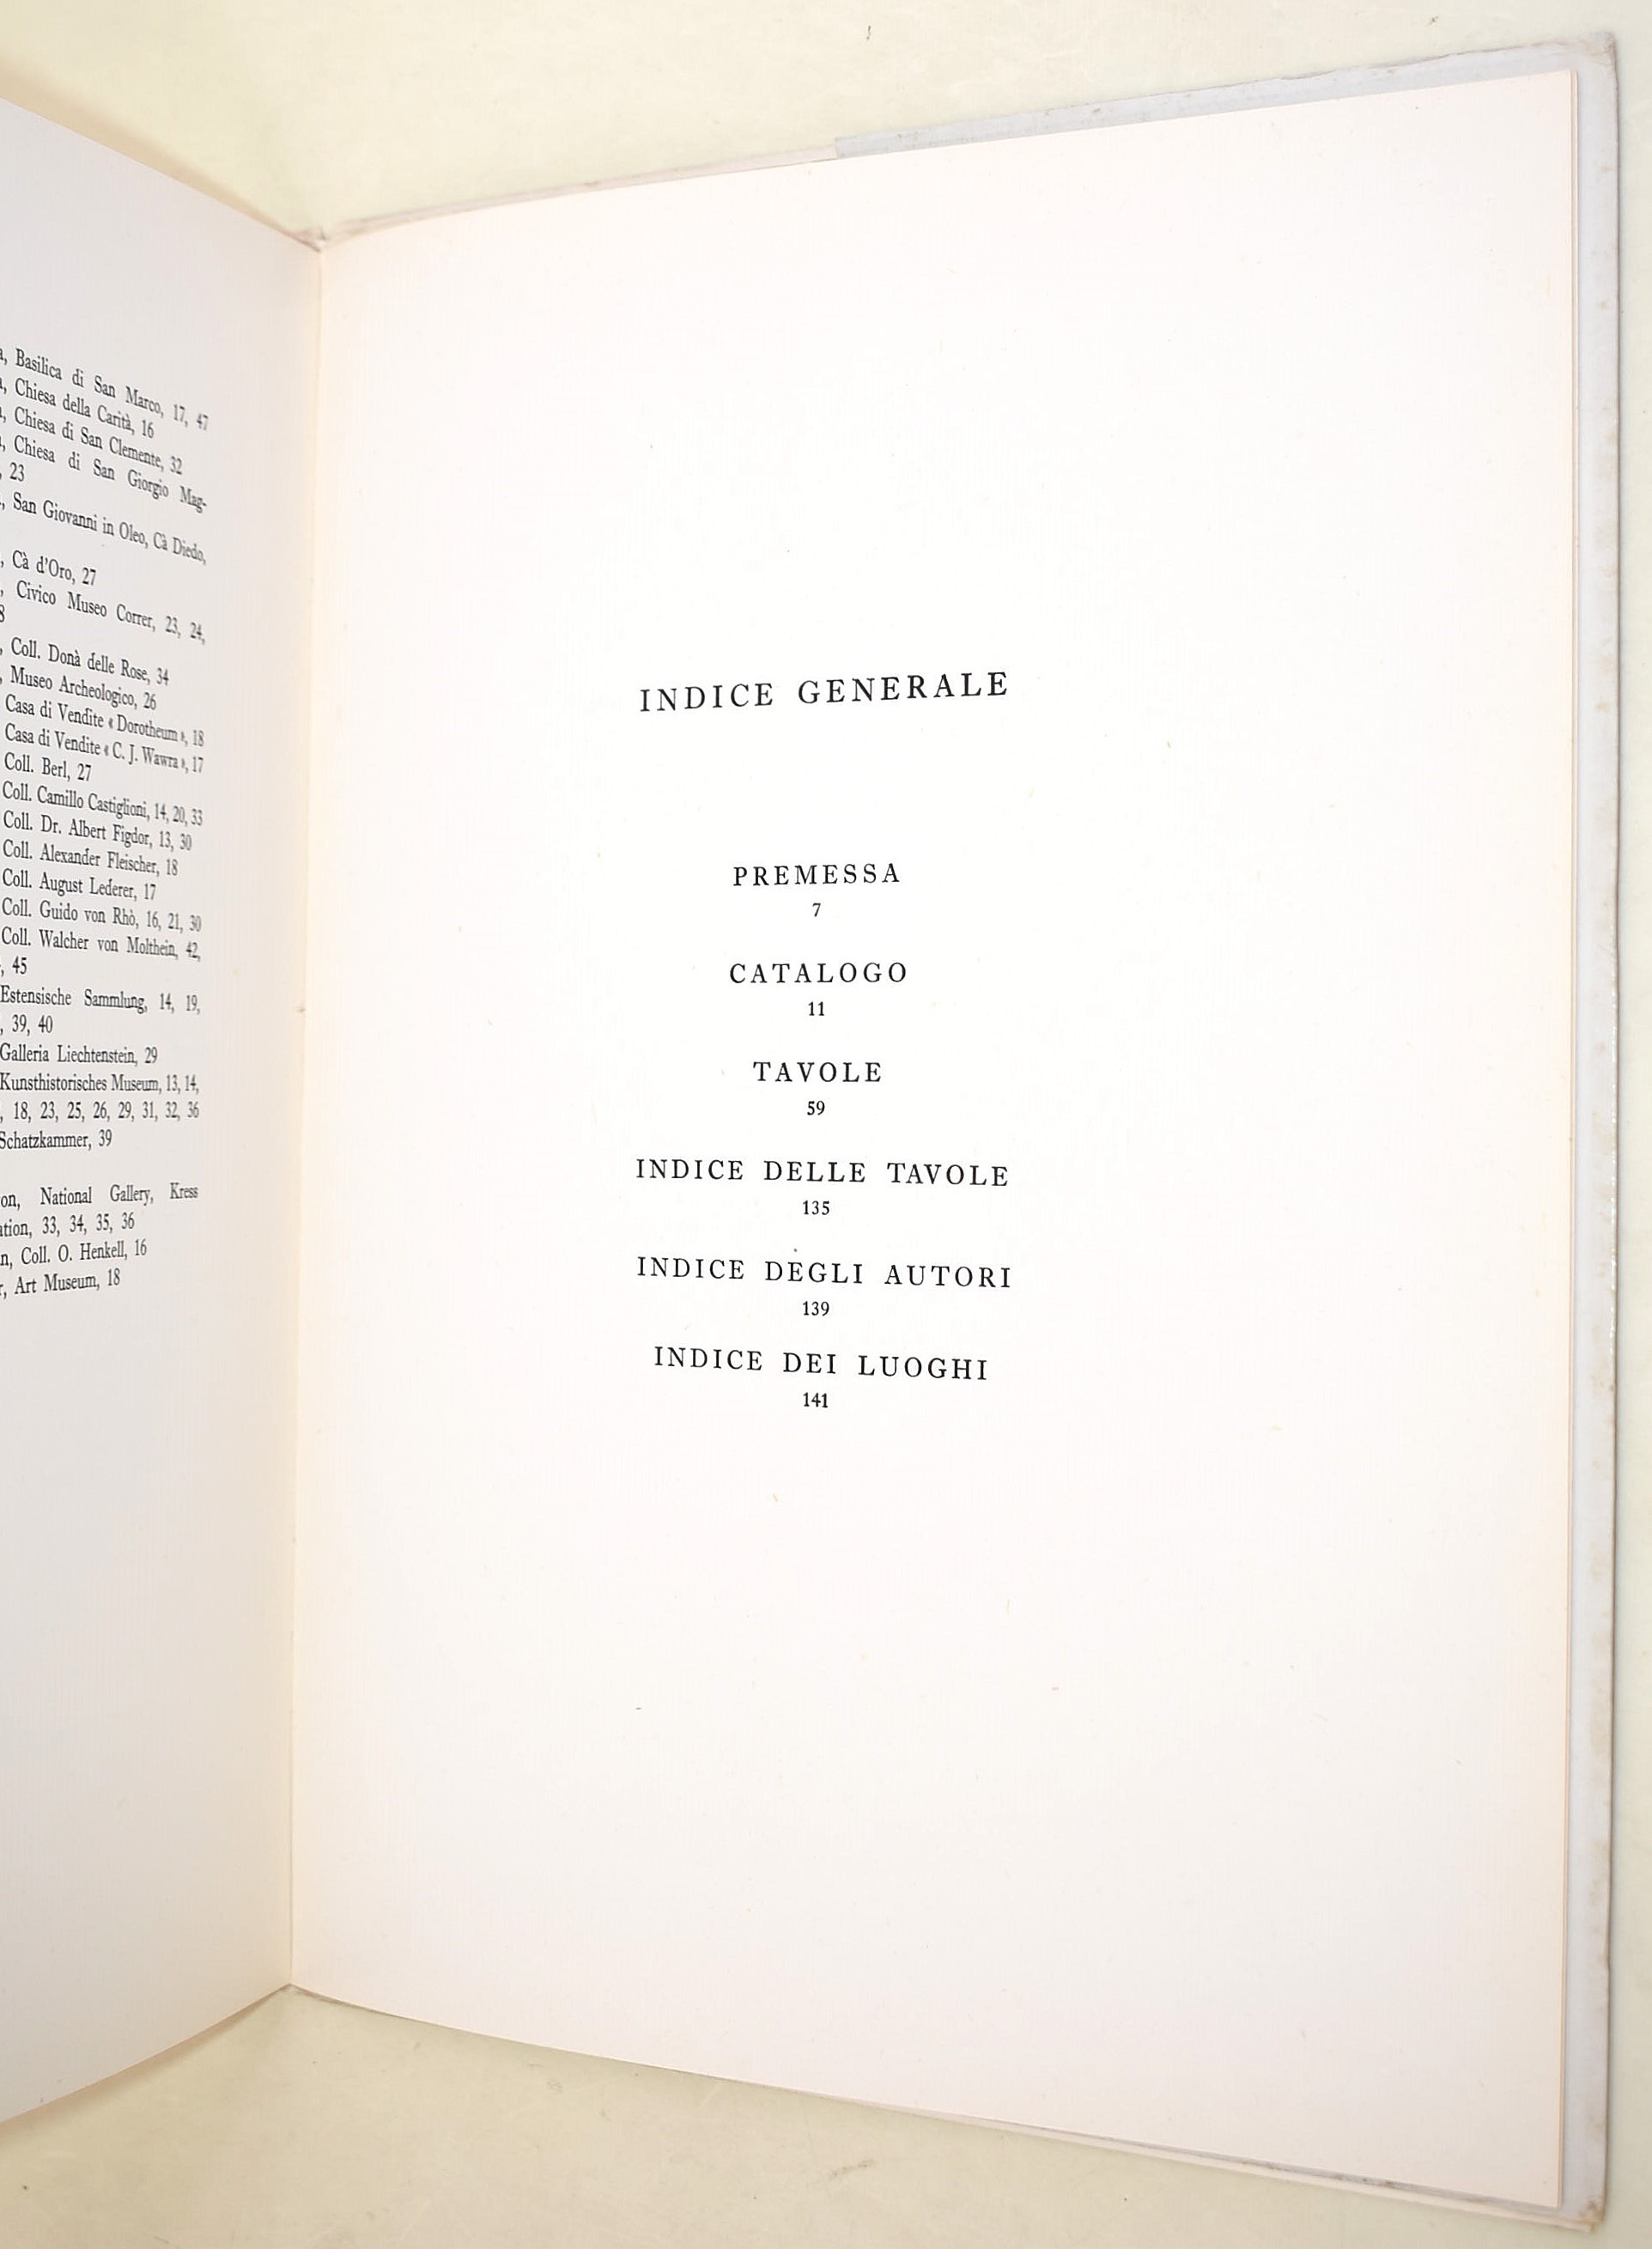 Basilica di San Marco, 17, 47
Chiesa della Carità, 16
Chiesa di San Clemente, 32
Chiesa di San Giorgio Mag-
, 23
San Giovanni in Oleo, Cà Diedo,
, Cà d'Oro, 27
, Civico Museo Correr, 23, 24,
8
, Coll. Donà delle Rose, 34
, Museo Archeologico, 26
Casa di Vendite « Dorotheum », 18
Casa di Vendite « C. J. Wawra », 17
Coll. Berl, 27
Coll. Camillo Castiglioni, 14, 20, 33
Coll. Dr. Albert Figdor, 13, 30
Coll. Alexander Fleischer, 18
Coll. August Lederer, 17
Coll. Guido von Rhò, 16, 21, 30
Coll. Walcher von Molthein, 42,
, 45
Estensische Sammlung, 14, 19,
, 39, 40
Galleria Liechtenstein, 29
Kunsthistorisches Museum, 13, 14,
, 18, 23, 25, 26, 29, 31, 32, 36
Schatzkammer, 39
on, National Gallery, Kress
ation, 33, 34, 35, 36
n, Coll. O. Henkell, 16
r, Art Museum, 18
INDICE GENERALE
PREMESSA
7
CATALOGO
11
TAVOLE
59
INDICE DELLE TAVOLE
135
INDICE DEGLI AUTORI
139
INDICE DEI LUOGHI
141